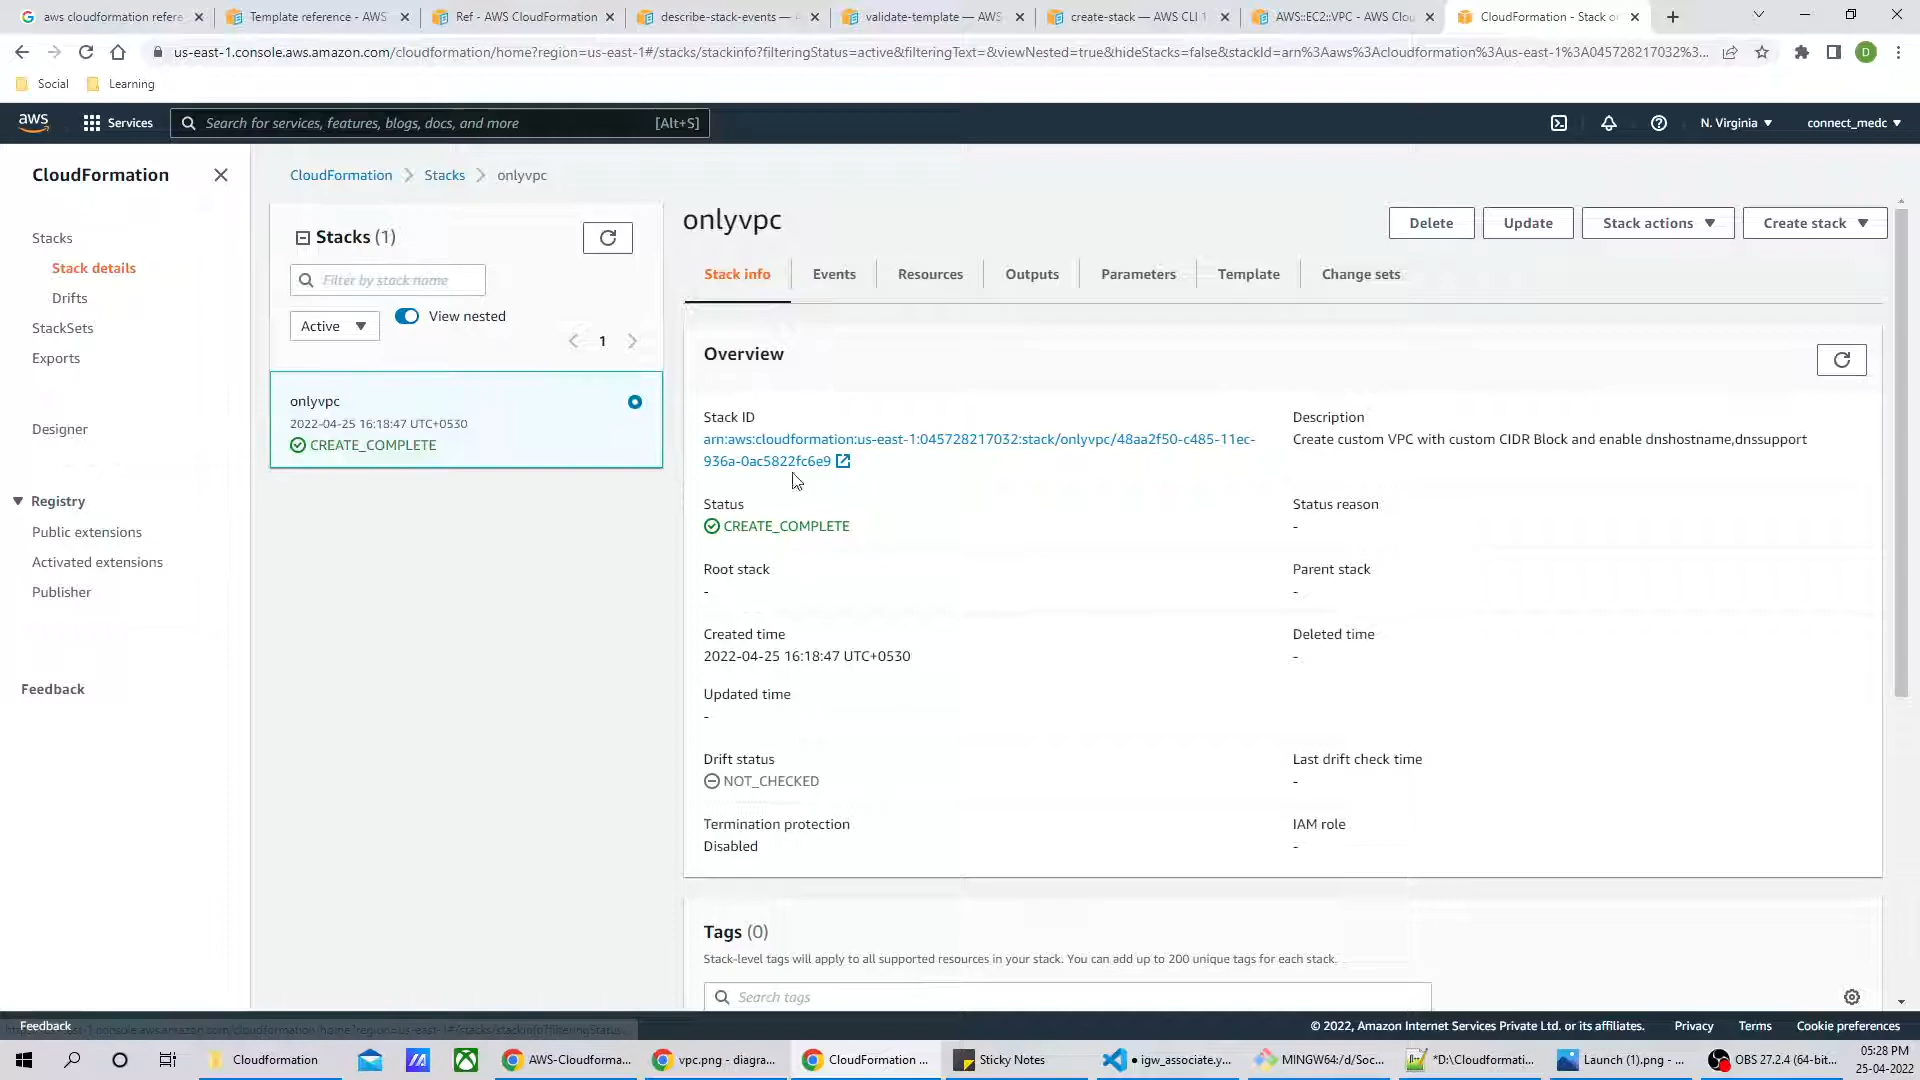 aws cloudformation refere
Template reference - AWS
Ref - AWS CloudFormation
describe-stack-events —
validate-template — AWS
create-stack — AWS CLI 1
AWS::EC2::VPC - AWS Clou
CloudFormation - Stack o
us-east-1.console.aws.amazon.com/cloudformation/home?region=us-east-1#/stacks/stackinfo?filteringStatus=active&filteringText=&viewNested=true&hideStacks=false&stackId=arn%3Aaws%3Acloudformation%3Aus-east-1%3A045728217032%3...
D
Social
Learning
aws
Services
Search for services, features, blogs, docs, and more
[Alt+S]
N. Virginia
connect_medc
CloudFormation
Stacks
Stack details
Drifts
StackSets
Exports
Designer
Registry
Public extensions
Activated extensions
Publisher
Feedback
CloudFormation
Stacks
onlyvpc
Stacks (1)
Filter by stack name
Active
View nested
1
onlyvpc
2022-04-25 16:18:47 UTC+0530
CREATE_COMPLETE
onlyvpc
Delete
Update
Stack actions
Create stack
Stack info
Events
Resources
Outputs
Parameters
Template
Change sets
Overview
Stack ID
arn:aws:cloudformation:us-east-1:045728217032:stack/onlyvpc/48aa2f50-c485-11ec-
936a-0ac5822fc6e9
Description
Create custom VPC with custom CIDR Block and enable dnshostname,dnssupport
Status
CREATE_COMPLETE
Status reason
-
Root stack
-
Parent stack
-
Created time
2022-04-25 16:18:47 UTC+0530
Deleted time
-
Updated time
-
Drift status
NOT_CHECKED
Last drift check time
-
Termination protection
Disabled
IAM role
-
Tags (0)
Stack-level tags will apply to all supported resources in your stack. You can add up to 200 unique tags for each stack.
Search tags
Feedback
© 2022, Amazon Internet Services Private Ltd. or its affiliates.
Privacy
Terms
Cookie preferences
Cloudformation
AWS-Cloudforma...
vpc.png - diagra...
CloudFormation ...
Sticky Notes
• igw_associate.y...
MINGW64:/d/Soc...
*D:\Cloudformati...
Launch (1).png - ...
OBS 27.2.4 (64-bit...
05:28 PM
25-04-2022